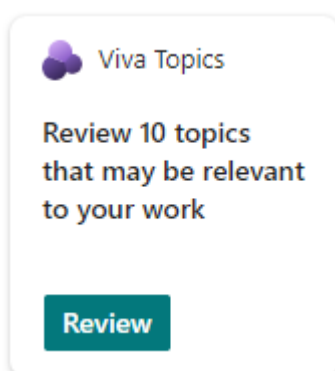 Viva Topics
Review 10 topics
that may be relevant
to your work
Review